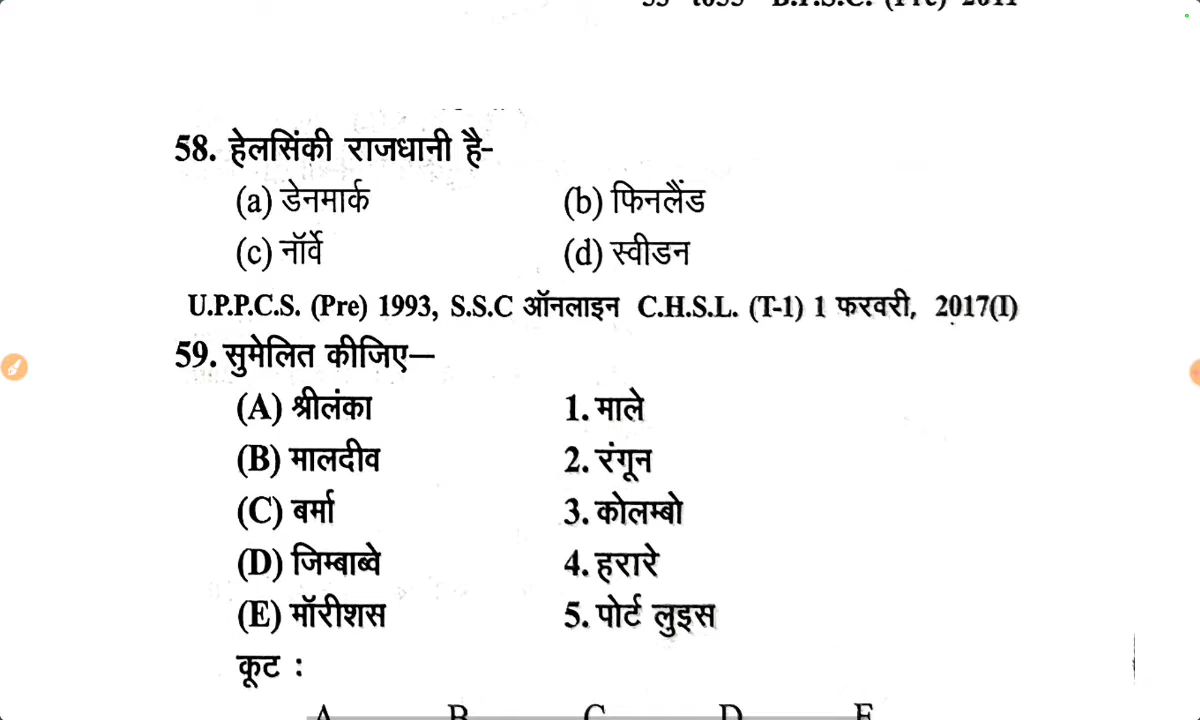 58. हेलसिंकी राजधानी है-
(a) डेनमार्क (b) फिनलैंड
(c) नॉर्वे (d) स्वीडन
U.P.P.C.S. (Pre) 1993, S.S.C ऑनलाइन C.H.S.L. (T-1) 1 फरवरी, 2017(I)
59. सुमेलित कीजिए—
(A) श्रीलंका 1. माले
(B) मालदीव 2. रंगून
(C) बर्मा 3. कोलम्बो
(D) जिम्बाब्वे 4. हरारे
(E) मॉरीशस 5. पोर्ट लुइस
कूट :
A B C D E